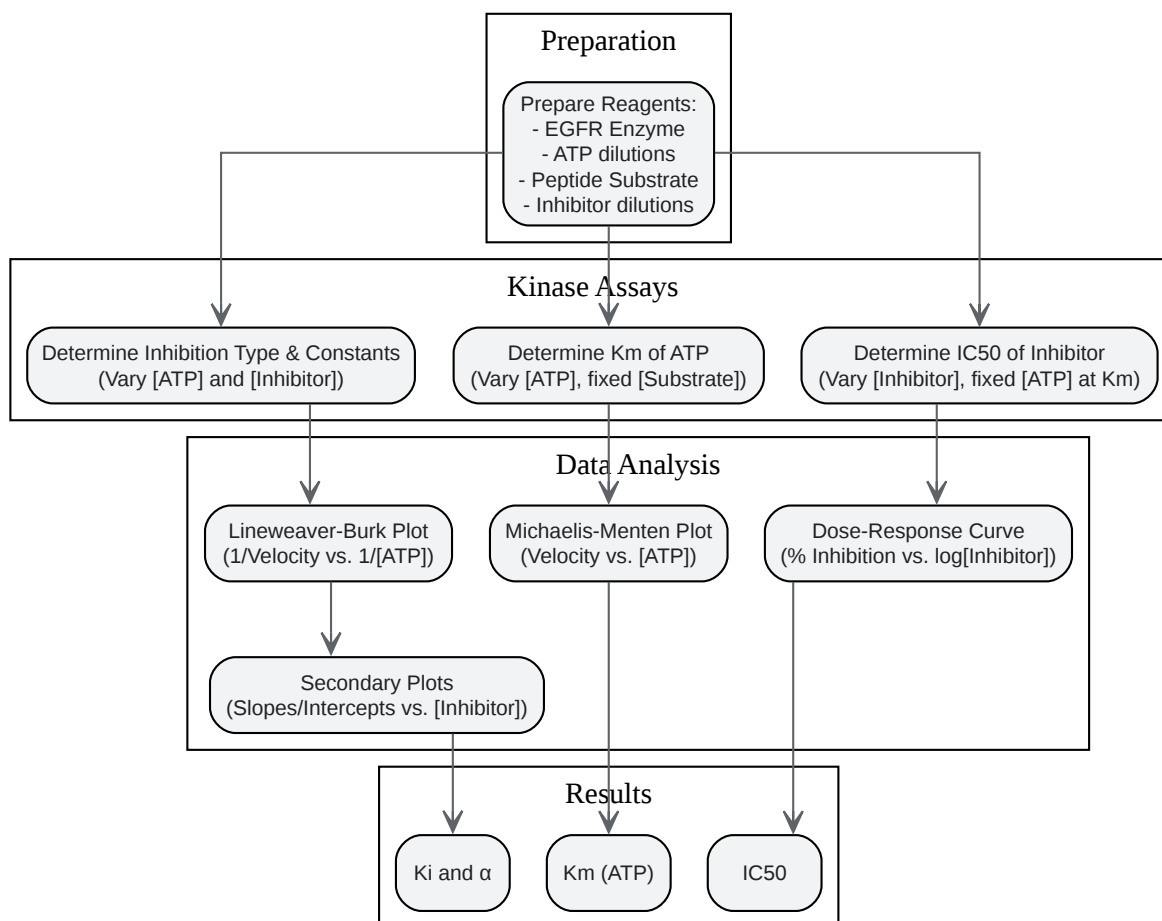 Preparation
Prepare Reagents:
- EGFR Enzyme
- ATP dilutions
- Peptide Substrate
- Inhibitor dilutions
Kinase Assays
Determine Inhibition Type & Constants
(Vary [ATP] and [Inhibitor])
Determine Km of ATP
(Vary [ATP], fixed [Substrate])
Determine IC50 of Inhibitor
(Vary [Inhibitor], fixed [ATP] at Km)
Data Analysis
Lineweaver-Burk Plot
(1/Velocity vs. 1/[ATP])
Michaelis-Menten Plot
(Velocity vs. [ATP])
Dose-Response Curve
(% Inhibition vs. log[Inhibitor])
Secondary Plots
(Slopes/Intercepts vs. [Inhibitor])
Results
Ki and α
Km (ATP)
IC50